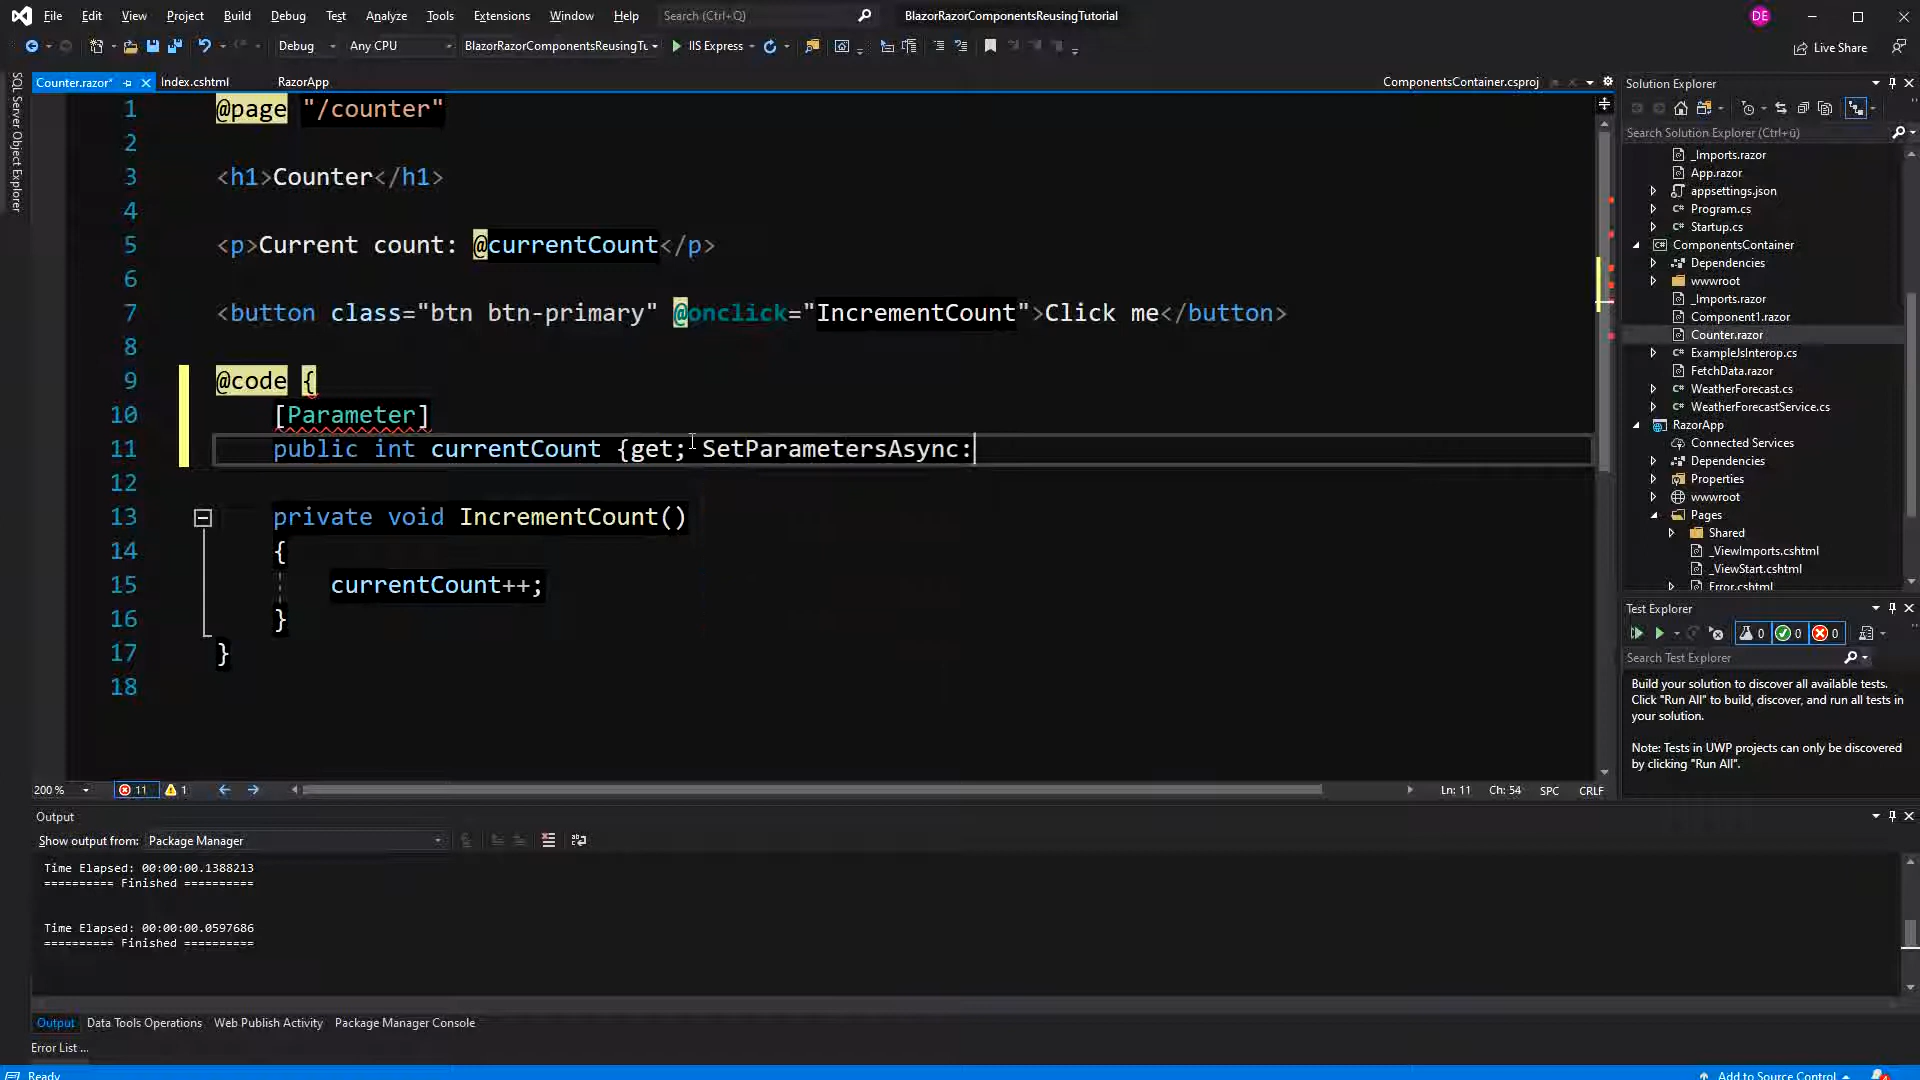 File Edit View Project Build Debug Test Analyze Tools Extensions Window Help Search (Ctrl+Q) BlazorRazorComponentsReusingTutorial DE
Debug Any CPU BlazorRazorComponentsReusingTu IIS Express Live Share
SQL Server Object Explorer
Counter.razor* Index.cshtml RazorApp ComponentsContainer.csproj
1 @page "/counter"
2
3 <h1>Counter</h1>
4
5 <p>Current count: @currentCount</p>
6
7 <button class="btn btn-primary" @onclick="IncrementCount">Click me</button>
8
9 @code {
10 [Parameter]
11 public int currentCount {get; SetParametersAsync:
12
13 private void IncrementCount()
14 {
15 currentCount++;
16 }
17 }
18
200 % 11 1 Ln: 11 Ch: 54 SPC CRLF
Solution Explorer
Search Solution Explorer (Ctrl+ü)
_Imports.razor
App.razor
appsettings.json
C# Program.cs
C# Startup.cs
ComponentsContainer
Dependencies
wwwroot
_Imports.razor
Component1.razor
Counter.razor
C# ExampleJsInterop.cs
FetchData.razor
C# WeatherForecast.cs
C# WeatherForecastService.cs
RazorApp
Connected Services
Dependencies
Properties
wwwroot
Pages
Shared
_ViewImports.cshtml
_ViewStart.cshtml
Error.cshtml
Test Explorer
0 0 0
Search Test Explorer
Build your solution to discover all available tests.
Click "Run All" to build, discover, and run all tests in
your solution.
Note: Tests in UWP projects can only be discovered
by clicking "Run All".
Output
Show output from: Package Manager
Time Elapsed: 00:00:00.1388213
========== Finished ==========
Time Elapsed: 00:00:00.0597686
========== Finished ==========
Output Data Tools Operations Web Publish Activity Package Manager Console
Error List ...
Ready Add to Source Control